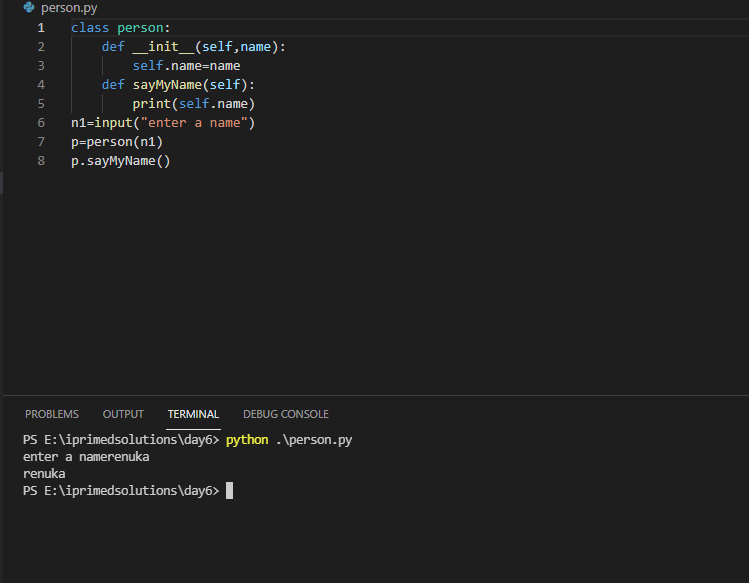 person.py
1 class person:
2     def __init__(self,name):
3         self.name=name
4     def sayMyName(self):
5         print(self.name)
6 n1=input("enter a name")
7 p=person(n1)
8 p.sayMyName()
PROBLEMS OUTPUT TERMINAL DEBUG CONSOLE
PS E:\iprimedsolutions\day6> python .\person.py
enter a namerenuka
renuka
PS E:\iprimedsolutions\day6>